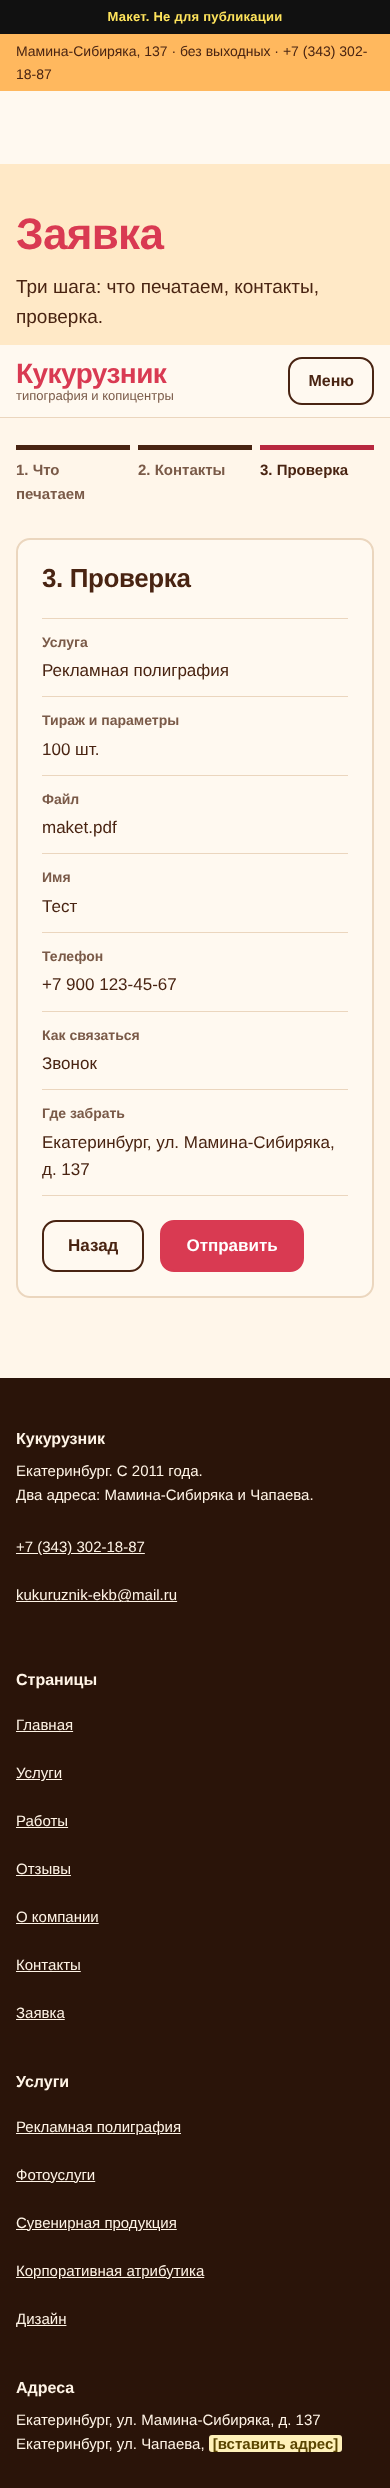 Макет. Не для публикации
Мамина-Сибиряка, 137 · без выходных · +7 (343) 302-
18-87
Заявка
Три шага: что печатаем, контакты,
проверка.
Кукурузник
типография и копицентры
Меню
1. Что
печатаем
2. Контакты
3. Проверка
3. Проверка
Услуга
Рекламная полиграфия
Тираж и параметры
100 шт.
Файл
maket.pdf
Имя
Тест
Телефон
+7 900 123-45-67
Как связаться
Звонок
Где забрать
Екатеринбург, ул. Мамина-Сибиряка,
д. 137
Назад
Отправить
Кукурузник
Екатеринбург. С 2011 года.
Два адреса: Мамина-Сибиряка и Чапаева.
+7 (343) 302-18-87
kukuruznik-ekb@mail.ru
Страницы
Главная
Услуги
Работы
Отзывы
О компании
Контакты
Заявка
Услуги
Рекламная полиграфия
Фотоуслуги
Сувенирная продукция
Корпоративная атрибутика
Дизайн
Адреса
Екатеринбург, ул. Мамина-Сибиряка, д. 137
Екатеринбург, ул. Чапаева, [вставить адрес]